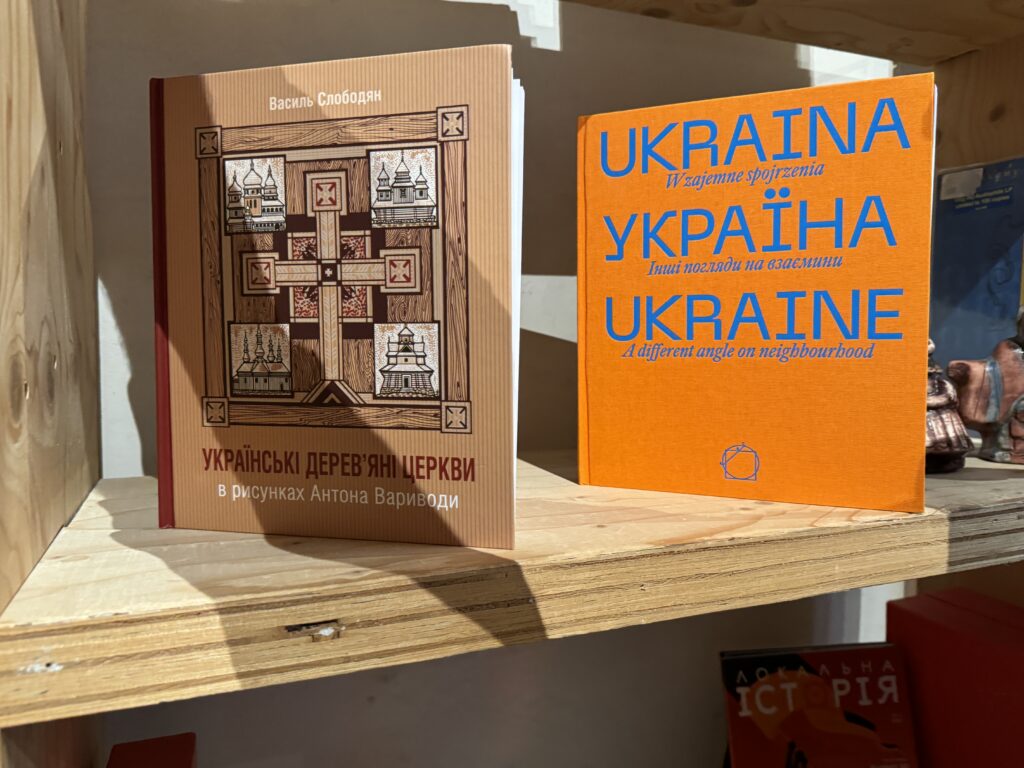 Василь Слободян
УКРАЇНСЬКІ ДЕРЕВ'ЯНІ ЦЕРКВИ
в рисунках Антона Вариводи
UKRAINA
Wzajemne spojrzenia
УКРАЇНА
Інші погляди на взаємини
UKRAINE
A different angle on neighbourhood
ЛОКАЛЬНА
ІСТОРІЯ